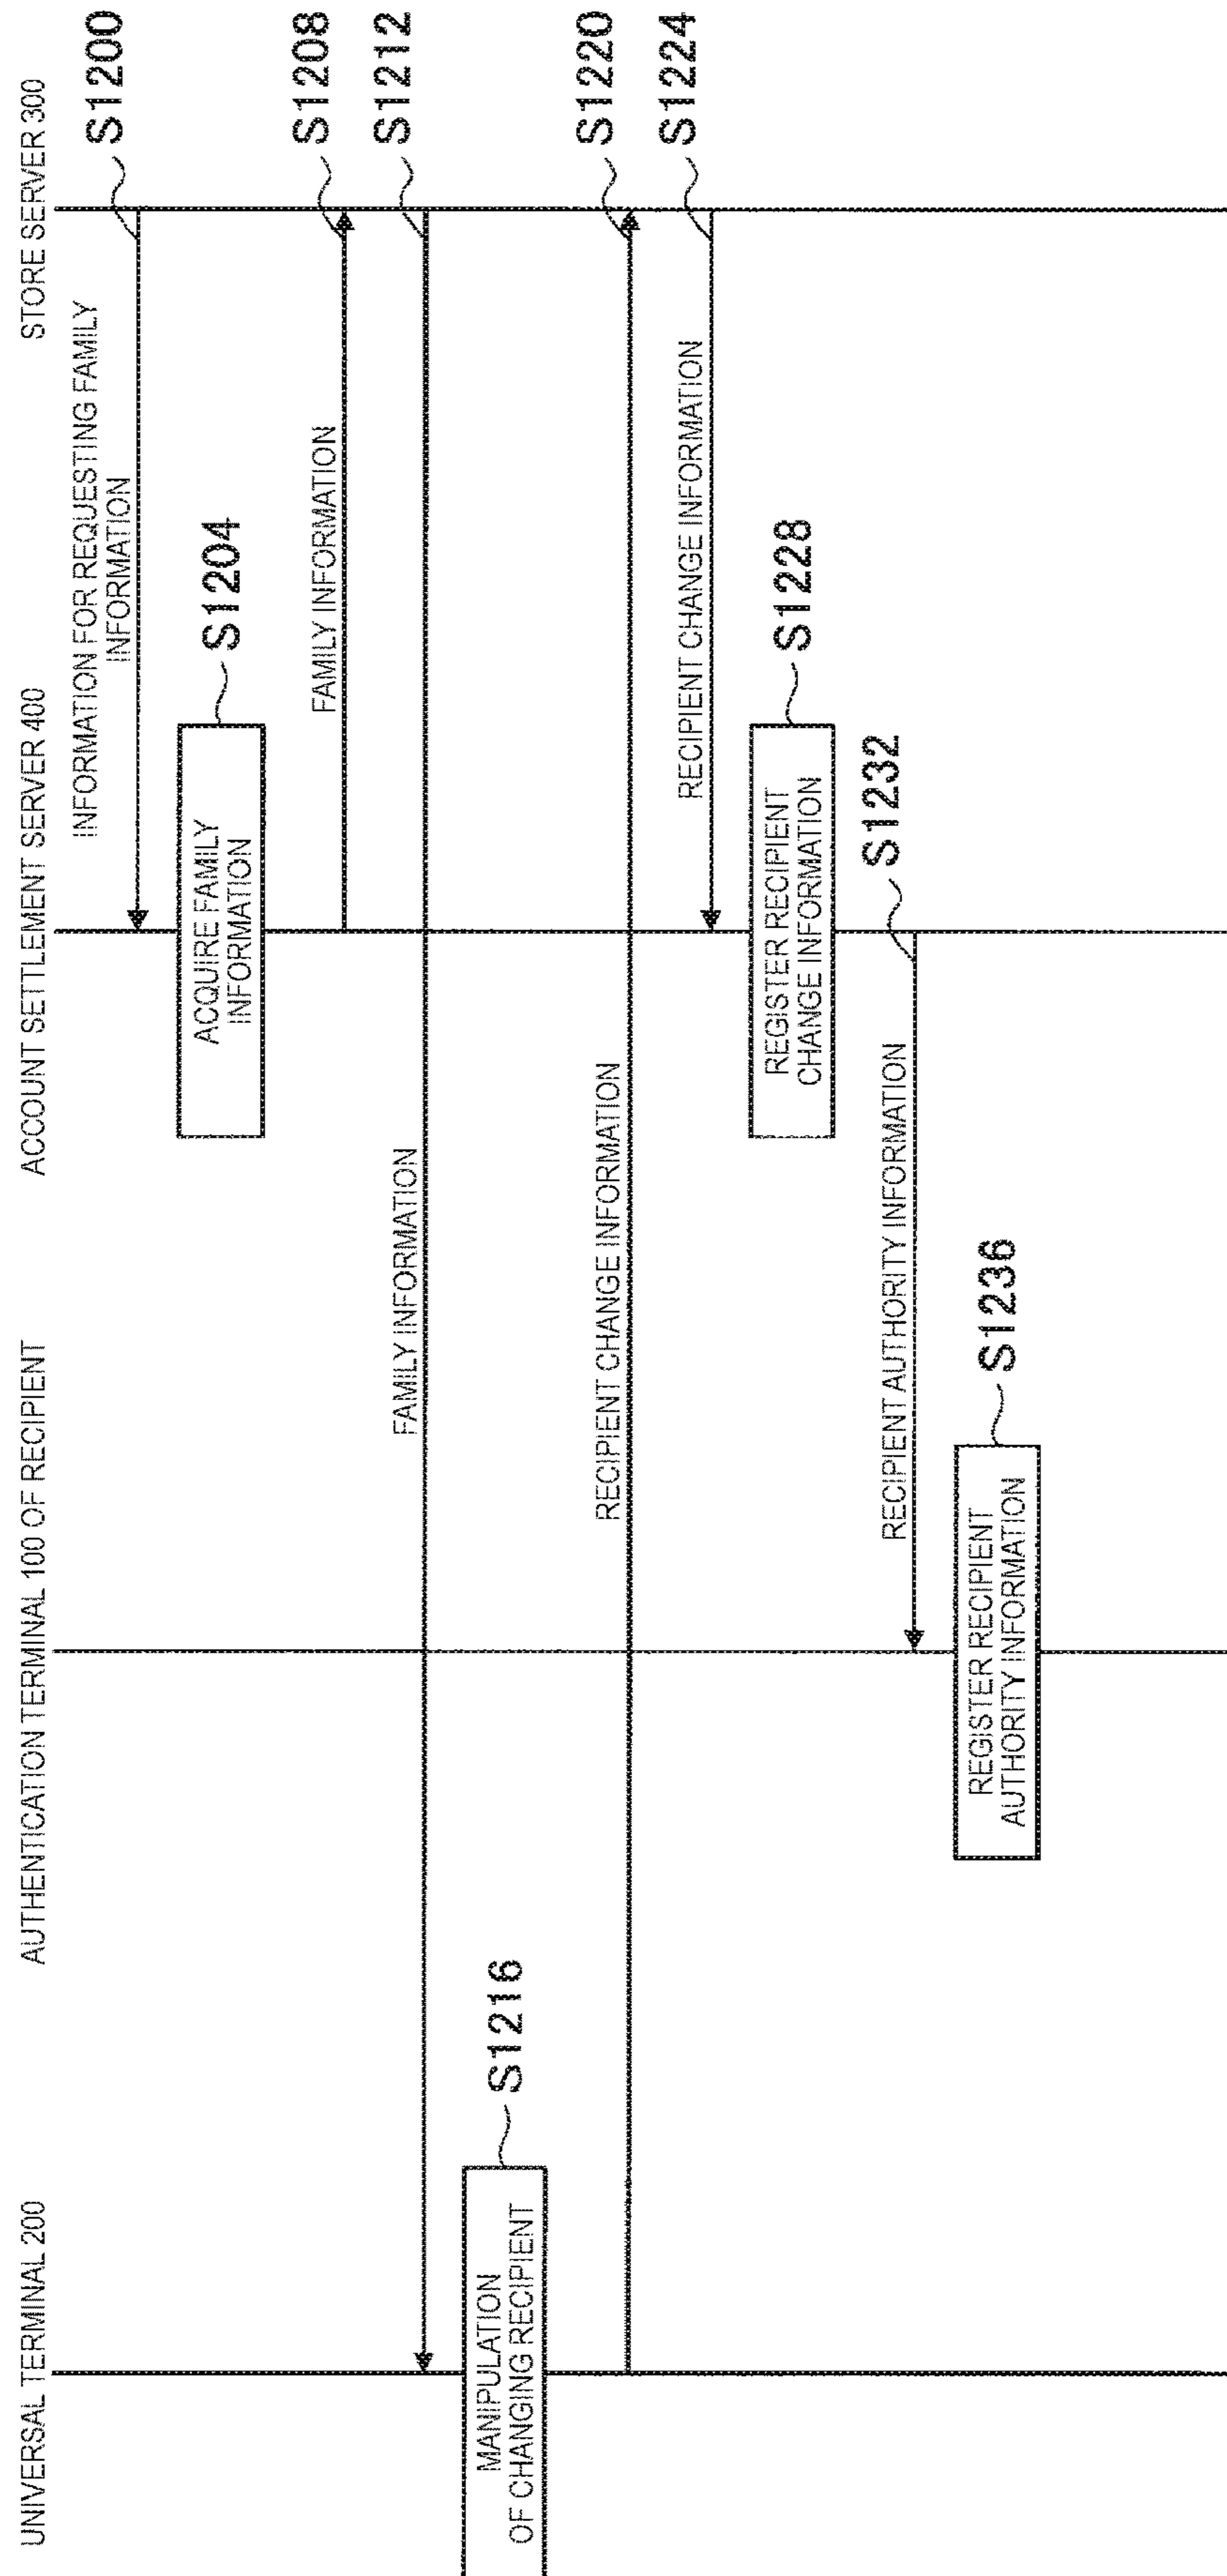 UNIVERSAL TERMINAL 200
AUTHENTICATION TERMINAL 100 OF RECIPIENT
ACCOUNT SETTLEMENT SERVER 400
STORE SERVER 300
INFORMATION FOR REQUESTING FAMILY
INFORMATION
S1200
ACQUIRE FAMILY
INFORMATION
S1204
FAMILY INFORMATION
S1208
FAMILY INFORMATION
S1212
MANIPULATION
OF CHANGING RECIPIENT
S1216
RECIPIENT CHANGE INFORMATION
S1220
RECIPIENT CHANGE INFORMATION
S1224
REGISTER RECIPIENT
CHANGE INFORMATION
S1228
RECIPIENT AUTHORITY INFORMATION
S1232
REGISTER RECIPIENT
AUTHORITY INFORMATION
S1236